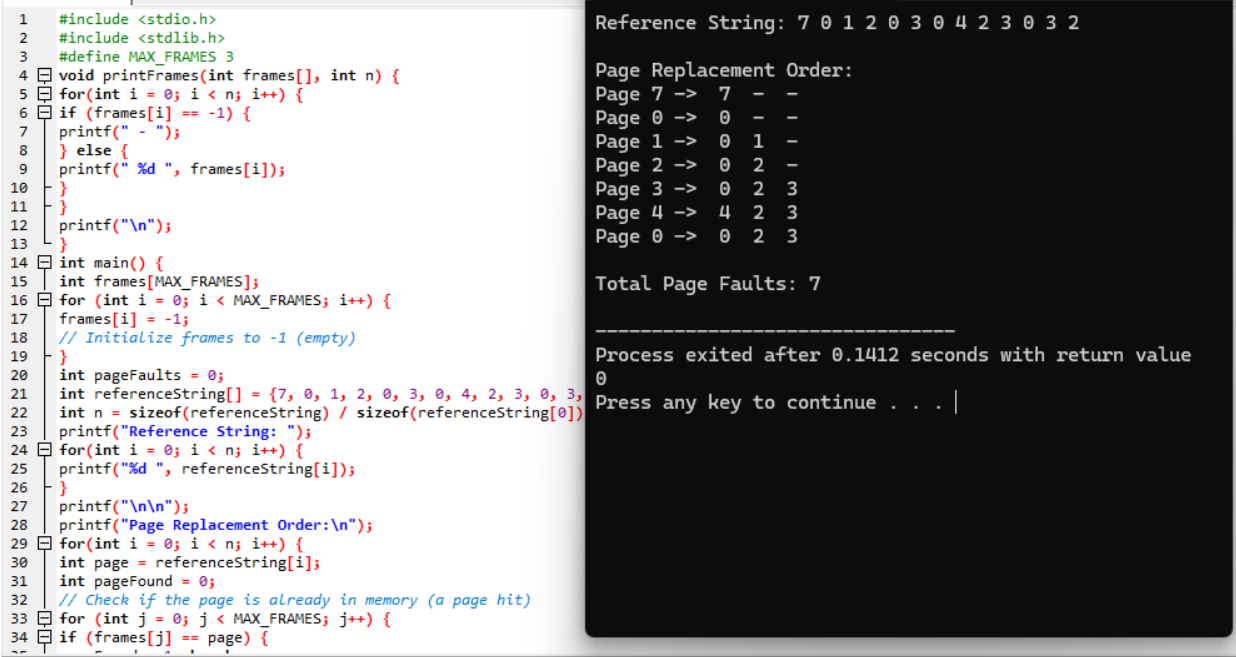 1 #include <stdio.h>
2 #include <stdlib.h>
3 #define MAX_FRAMES 3
4 void printFrames(int frames[], int n) {
5 for(int i = 0; i < n; i++) {
6 if (frames[i] == -1) {
7 printf(" - ");
8 } else {
9 printf(" %d ", frames[i]);
10 }
11 }
12 printf("\n");
13 }
14 int main() {
15 int frames[MAX_FRAMES];
16 for (int i = 0; i < MAX_FRAMES; i++) {
17 frames[i] = -1;
18 // Initialize frames to -1 (empty)
19 }
20 int pageFaults = 0;
21 int referenceString[] = {7, 0, 1, 2, 0, 3, 0, 4, 2, 3, 0, 3,
22 int n = sizeof(referenceString) / sizeof(referenceString[0])
23 printf("Reference String: ");
24 for(int i = 0; i < n; i++) {
25 printf("%d ", referenceString[i]);
26 }
27 printf("\n\n");
28 printf("Page Replacement Order:\n");
29 for(int i = 0; i < n; i++) {
30 int page = referenceString[i];
31 int pageFound = 0;
32 // Check if the page is already in memory (a page hit)
33 for (int j = 0; j < MAX_FRAMES; j++) {
34 if (frames[j] == page) {
Reference String: 7 0 1 2 0 3 0 4 2 3 0 3 2
Page Replacement Order:
Page 7 -> 7 - -
Page 0 -> 0 - -
Page 1 -> 0 1 -
Page 2 -> 0 2 -
Page 3 -> 0 2 3
Page 4 -> 4 2 3
Page 0 -> 0 2 3
Total Page Faults: 7
--------------------------------
Process exited after 0.1412 seconds with return value
0
Press any key to continue . . .